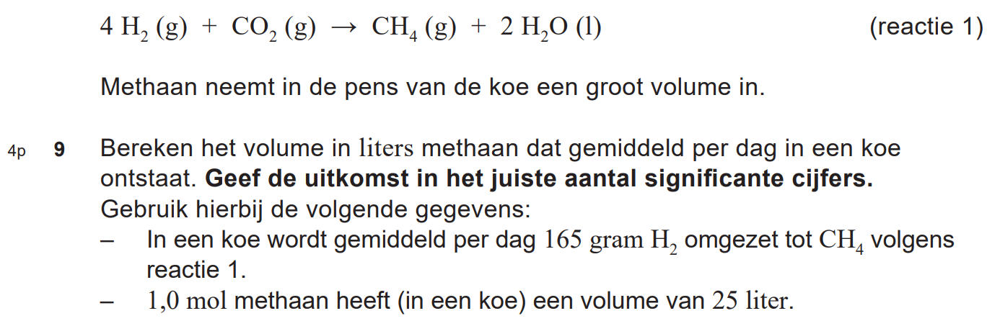 4 H₂ (g) + CO₂ (g) → CH₄ (g) + 2 H₂O (l) (reactie 1)
Methaan neemt in de pens van de koe een groot volume in.
4p 9 Bereken het volume in liters methaan dat gemiddeld per dag in een koe
ontstaat. Geef de uitkomst in het juiste aantal significante cijfers.
Gebruik hierbij de volgende gegevens:
– In een koe wordt gemiddeld per dag 165 gram H₂ omgezet tot CH₄ volgens
reactie 1.
– 1,0 mol methaan heeft (in een koe) een volume van 25 liter.